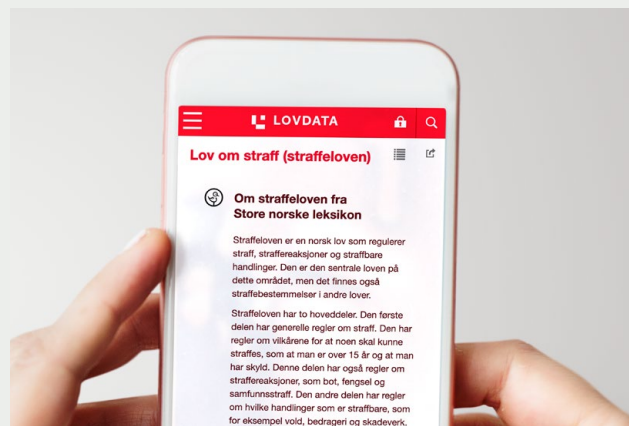 LOVDATA
Lov om straff (straffeloven)
Om straffeloven fra
Store norske leksikon
Straffeloven er en norsk lov som regulerer
straff, straffereaksjoner og straffbare
handlinger. Den er den sentrale loven på
dette området, men det finnes også
straffebestemmelser i andre lover.
Straffeloven har to hoveddeler. Den første
delen har generelle regler om straff. Den har
regler om vilkårene for at noen skal kunne
straffes, som at man er over 15 år og at man
har skyld. Denne delen har også regler om
straffereaksjoner, som bot, fengsel og
samfunnsstraff. Den andre delen har regler
om hvilke handlinger som er straffbare, som
for eksempel vold, bedrageri og skadeverk.